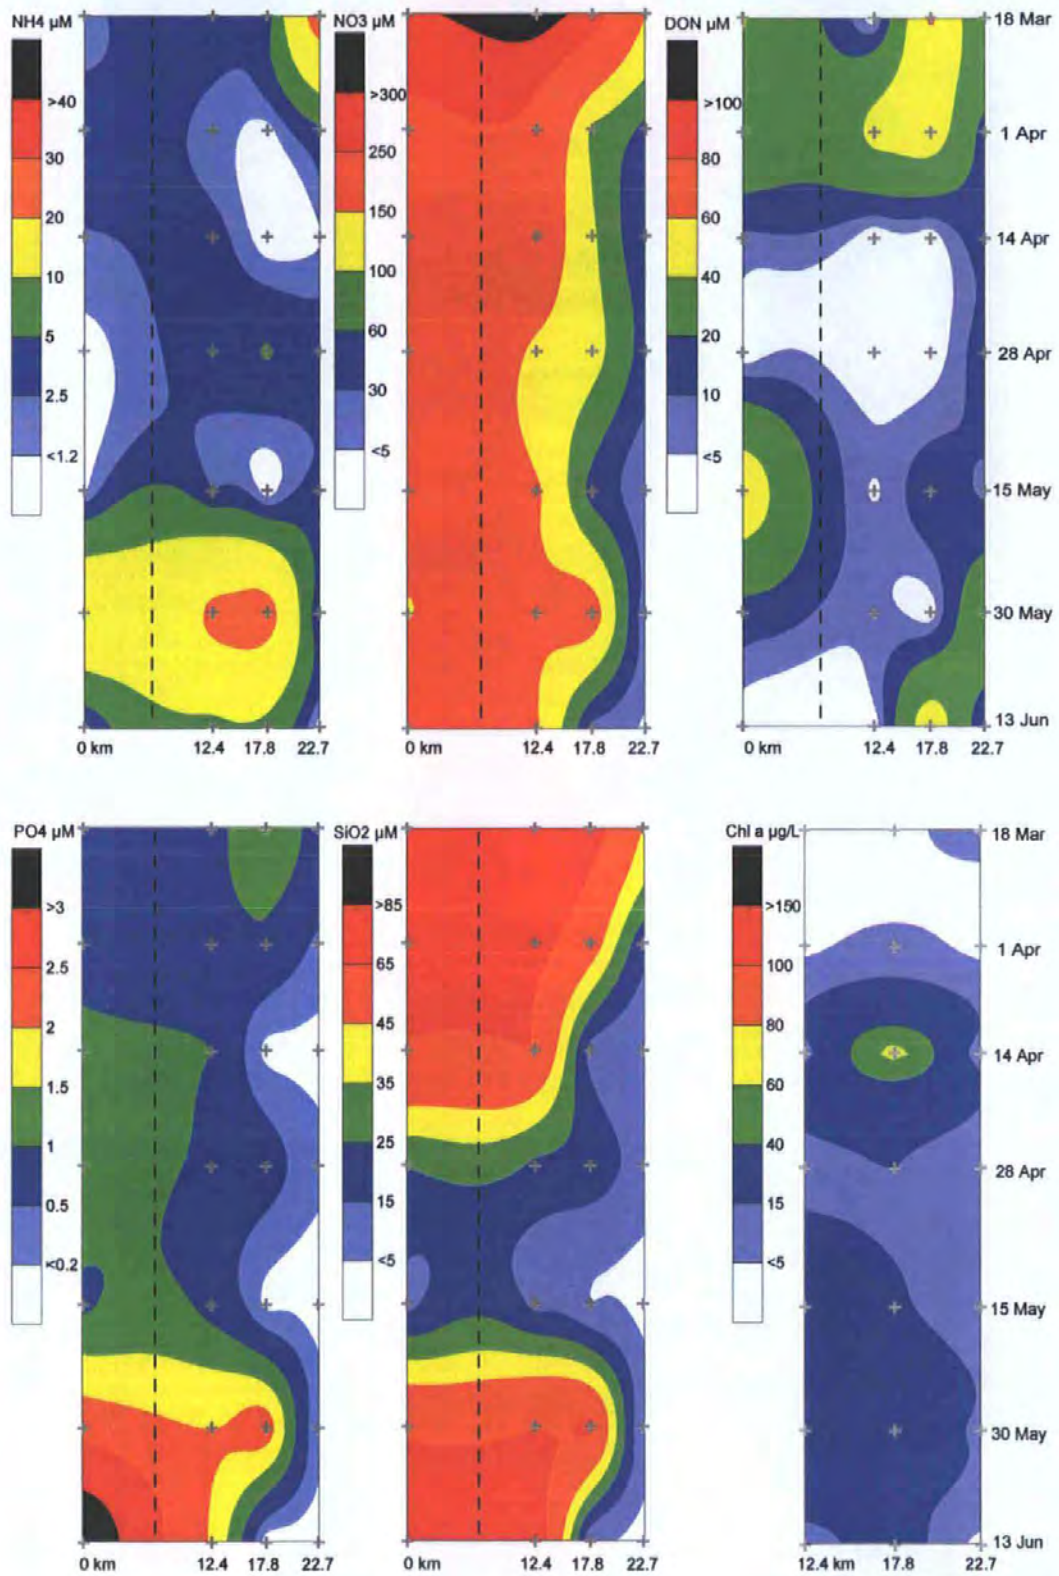 NH4 µM
>40
30
20
10
5
2.5
<1.2
0 km 12.4 17.8 22.7
NO3 µM
>300
250
150
100
60
30
<5
0 km 12.4 17.8 22.7
DON µM
>100
80
60
40
20
10
<5
0 km 12.4 17.8 22.7
18 Mar
1 Apr
14 Apr
28 Apr
15 May
30 May
13 Jun
PO4 µM
>3
2.5
2
1.5
1
0.5
<0.2
0 km 12.4 17.8 22.7
SiO2 µM
>85
65
45
35
25
15
<5
0 km 12.4 17.8 22.7
Chl a µg/L
>150
100
80
60
40
15
<5
12.4 km 17.8 22.7
18 Mar
1 Apr
14 Apr
28 Apr
15 May
30 May
13 Jun